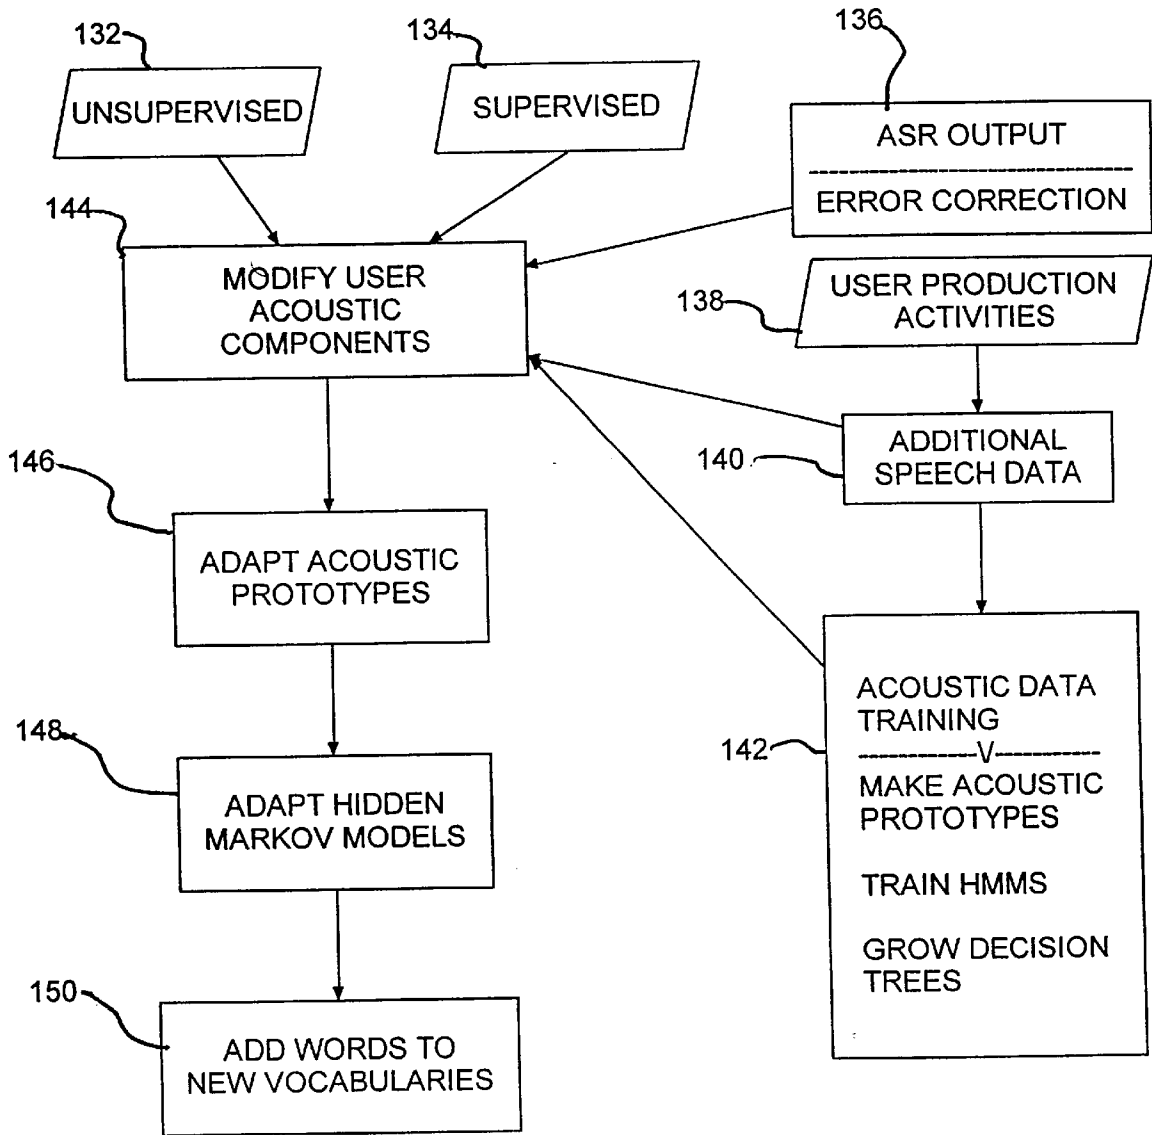 132
UNSUPERVISED
134
SUPERVISED
136
ASR OUTPUT
ERROR CORRECTION
144
MODIFY USER
ACOUSTIC
COMPONENTS
138
USER PRODUCTION
ACTIVITIES
140
ADDITIONAL
SPEECH DATA
146
ADAPT ACOUSTIC
PROTOTYPES
142
ACOUSTIC DATA
TRAINING
V
MAKE ACOUSTIC
PROTOTYPES
TRAIN HMMS
GROW DECISION
TREES
148
ADAPT HIDDEN
MARKOV MODELS
150
ADD WORDS TO
NEW VOCABULARIES